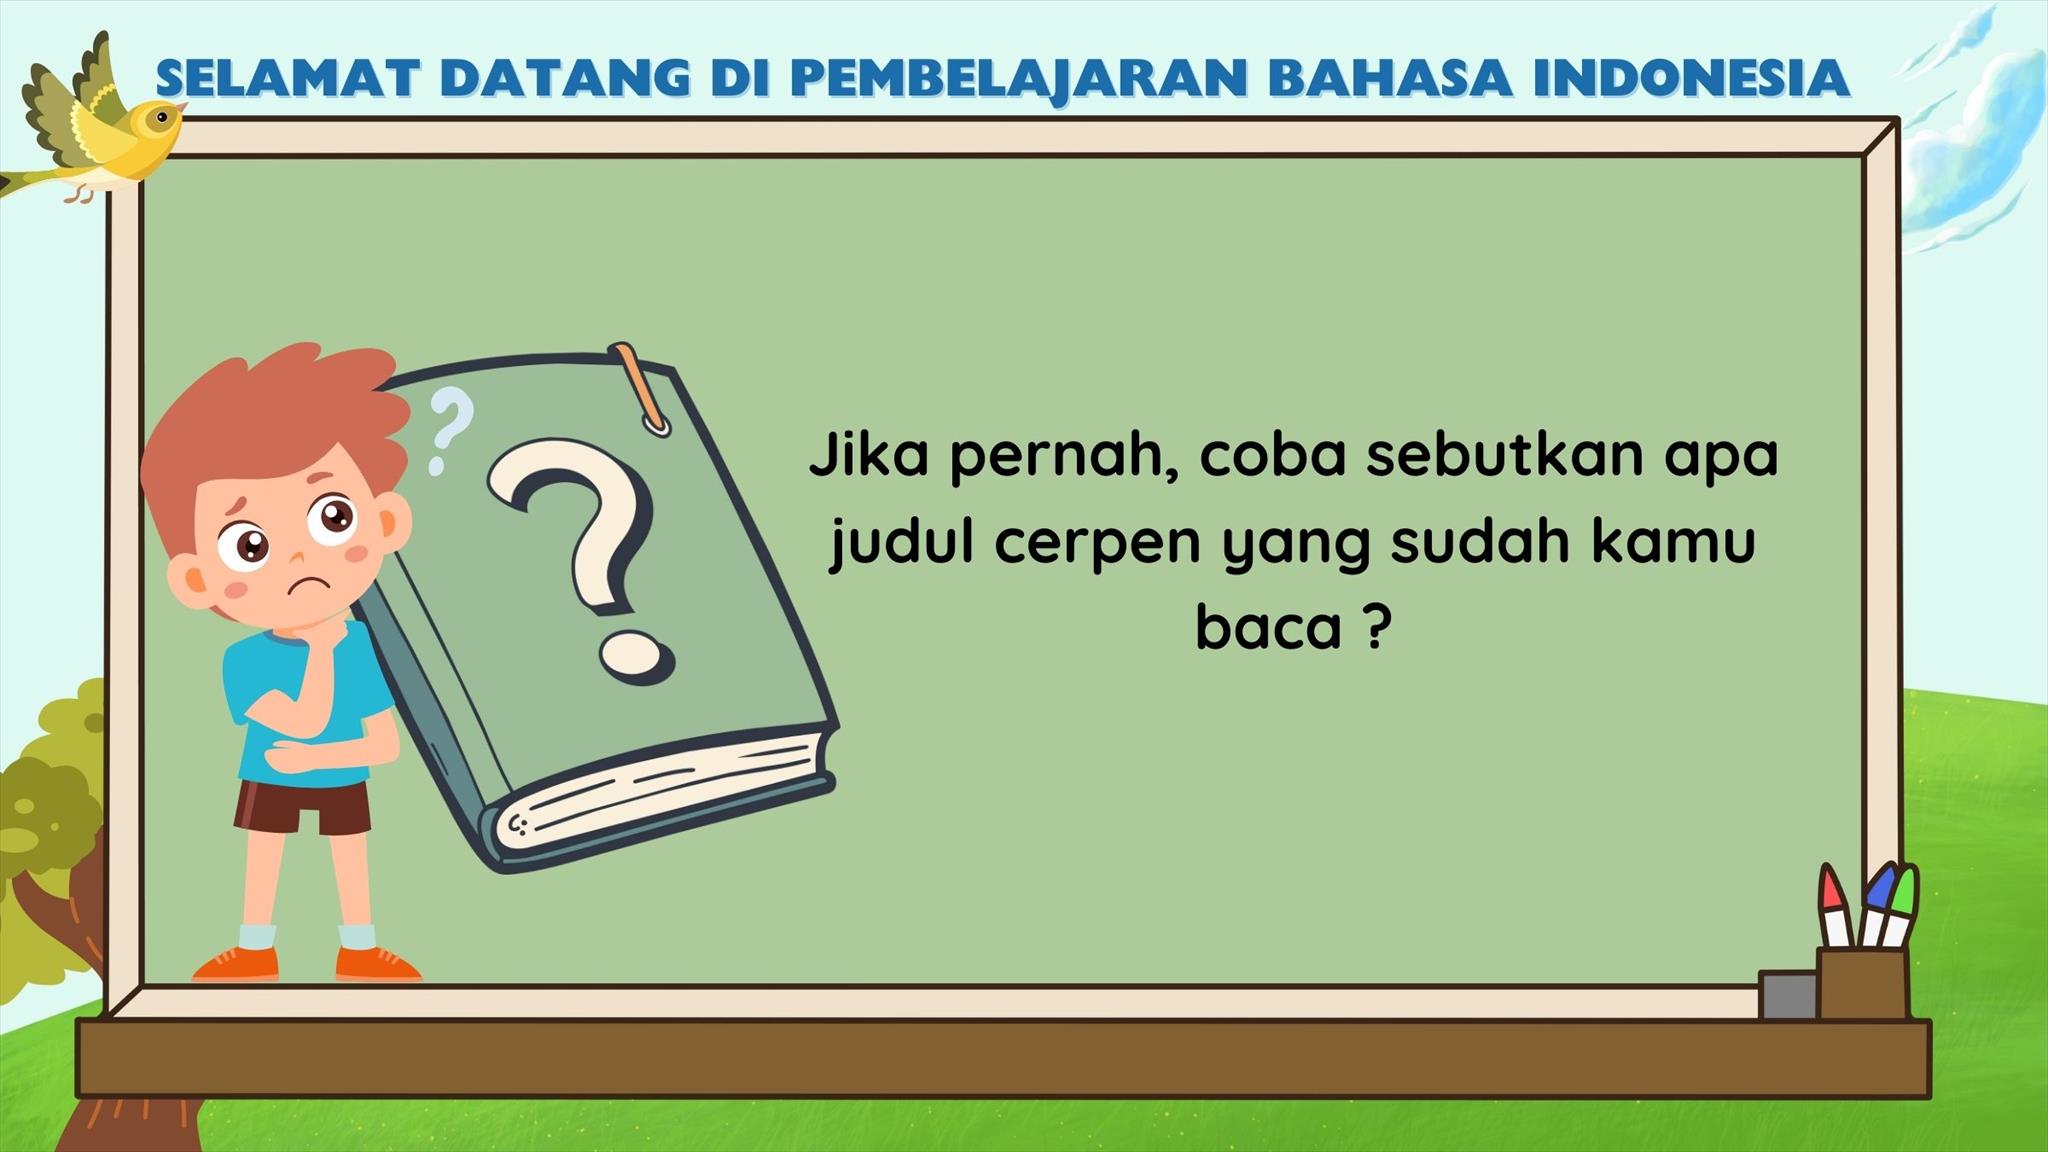 SELAMAT DATANG DI PEMBELAJARAN BAHASA INDONESIA
Jika pernah, coba sebutkan apa
judul cerpen yang sudah kamu
baca ?